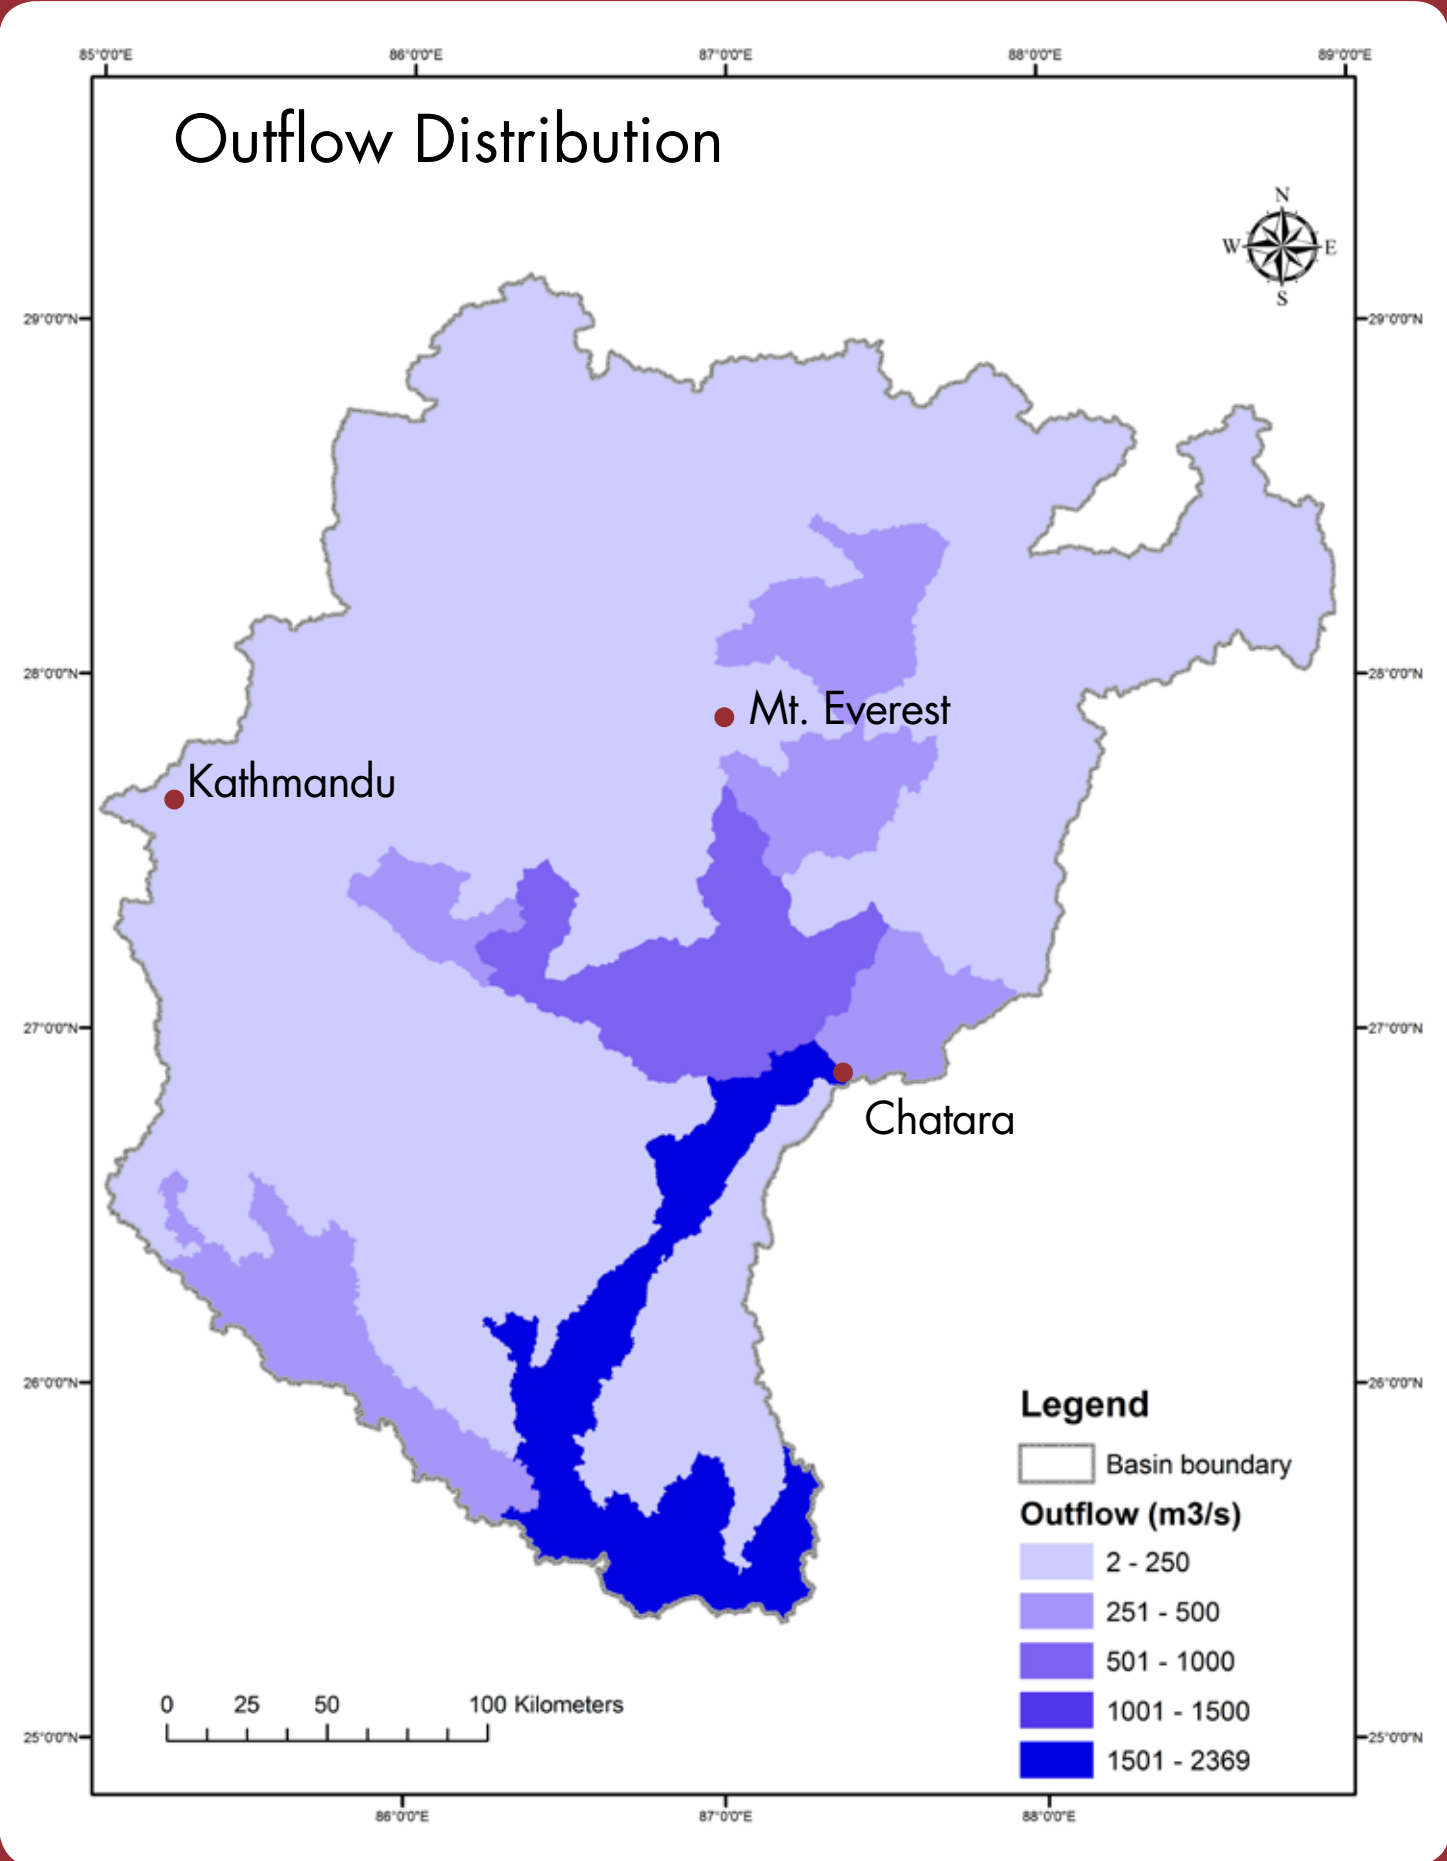 85°0'0"E 86°0'0"E 87°0'0"E 88°0'0"E 89°0'0"E
Outflow Distribution
N
W E
S
29°0'0"N 29°0'0"N
28°0'0"N 28°0'0"N
Mt. Everest
Kathmandu
27°0'0"N 27°0'0"N
Chatara
26°0'0"N 26°0'0"N
Legend
Basin boundary
Outflow (m3/s)
2 - 250
251 - 500
501 - 1000
1001 - 1500
1501 - 2369
0 25 50 100 Kilometers
25°0'0"N 25°0'0"N
86°0'0"E 87°0'0"E 88°0'0"E